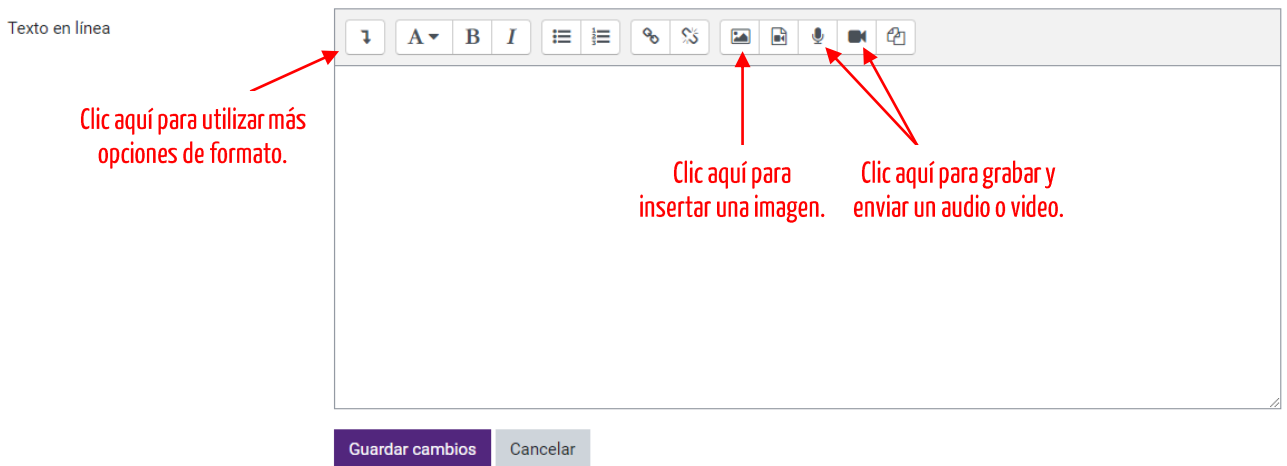 Texto en línea
A B I
Clic aquí para utilizar más
opciones de formato.
Clic aquí para
insertar una imagen.
Clic aquí para grabar y
enviar un audio o video.
Guardar cambios
Cancelar